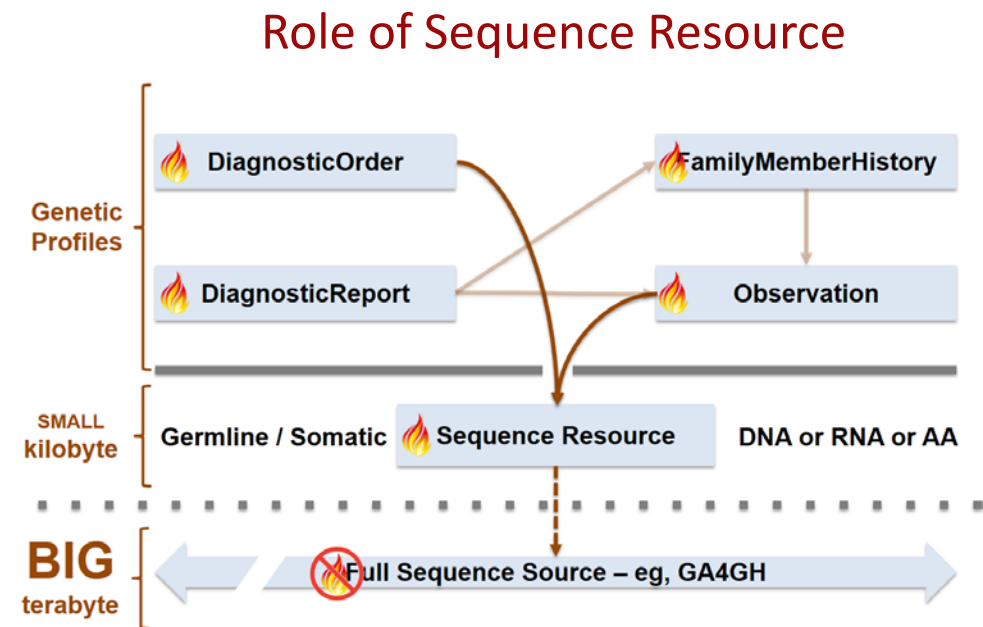 Role of Sequence Resource
Genetic
Profiles
DiagnosticOrder
FamilyMemberHistory
DiagnosticReport
Observation
SMALL
kilobyte
Germline / Somatic
Sequence Resource
DNA or RNA or AA
BIG
terabyte
Full Sequence Source – eg, GA4GH